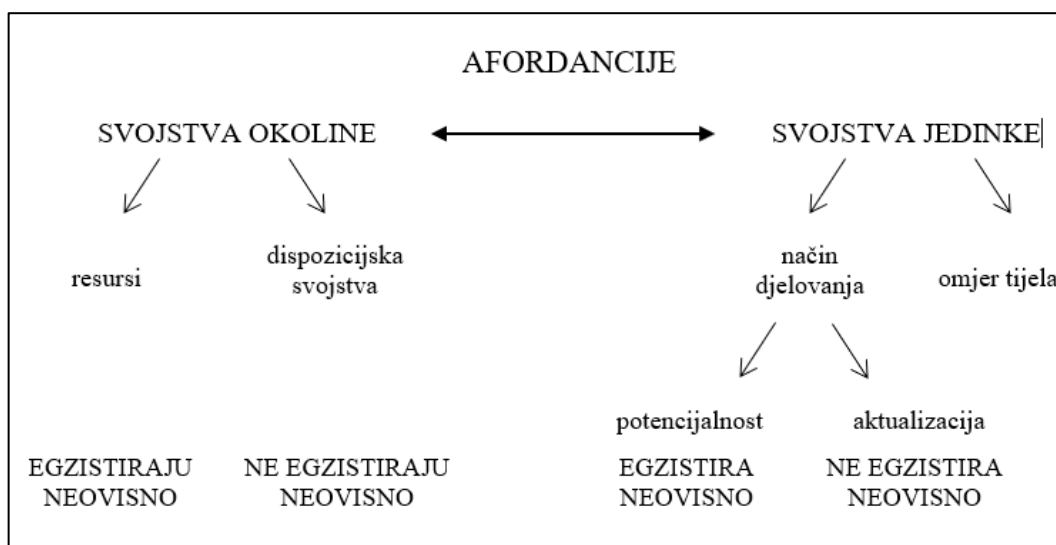 AFORDANCIJE
SVOJSTVA OKOLINE
SVOJSTVA JEDINKE
resursi
dispozicijska
svojstva
način
djelovanja
omjer tijela
potencijalnost
aktualizacija
EGZISTIRAJU
NEOVISNO
NE EGZISTIRAJU
NEOVISNO
EGZISTIRA
NEOVISNO
NE EGZISTIRA
NEOVISNO